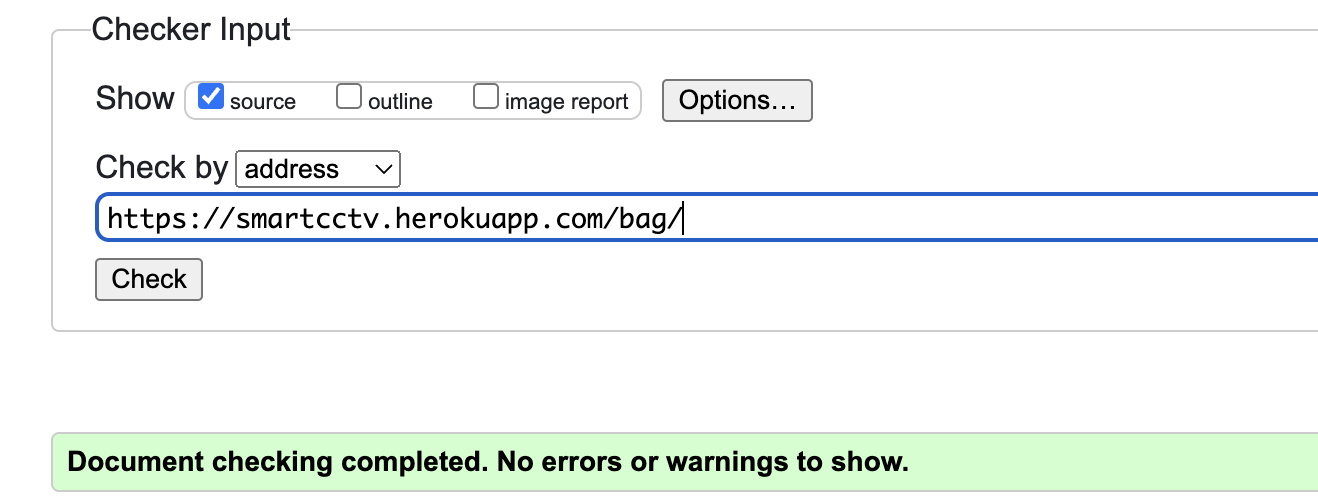 Checker Input
Show source outline image report Options…
Check by address
https://smartcctv.herokuapp.com/bag/
Check
Document checking completed. No errors or warnings to show.